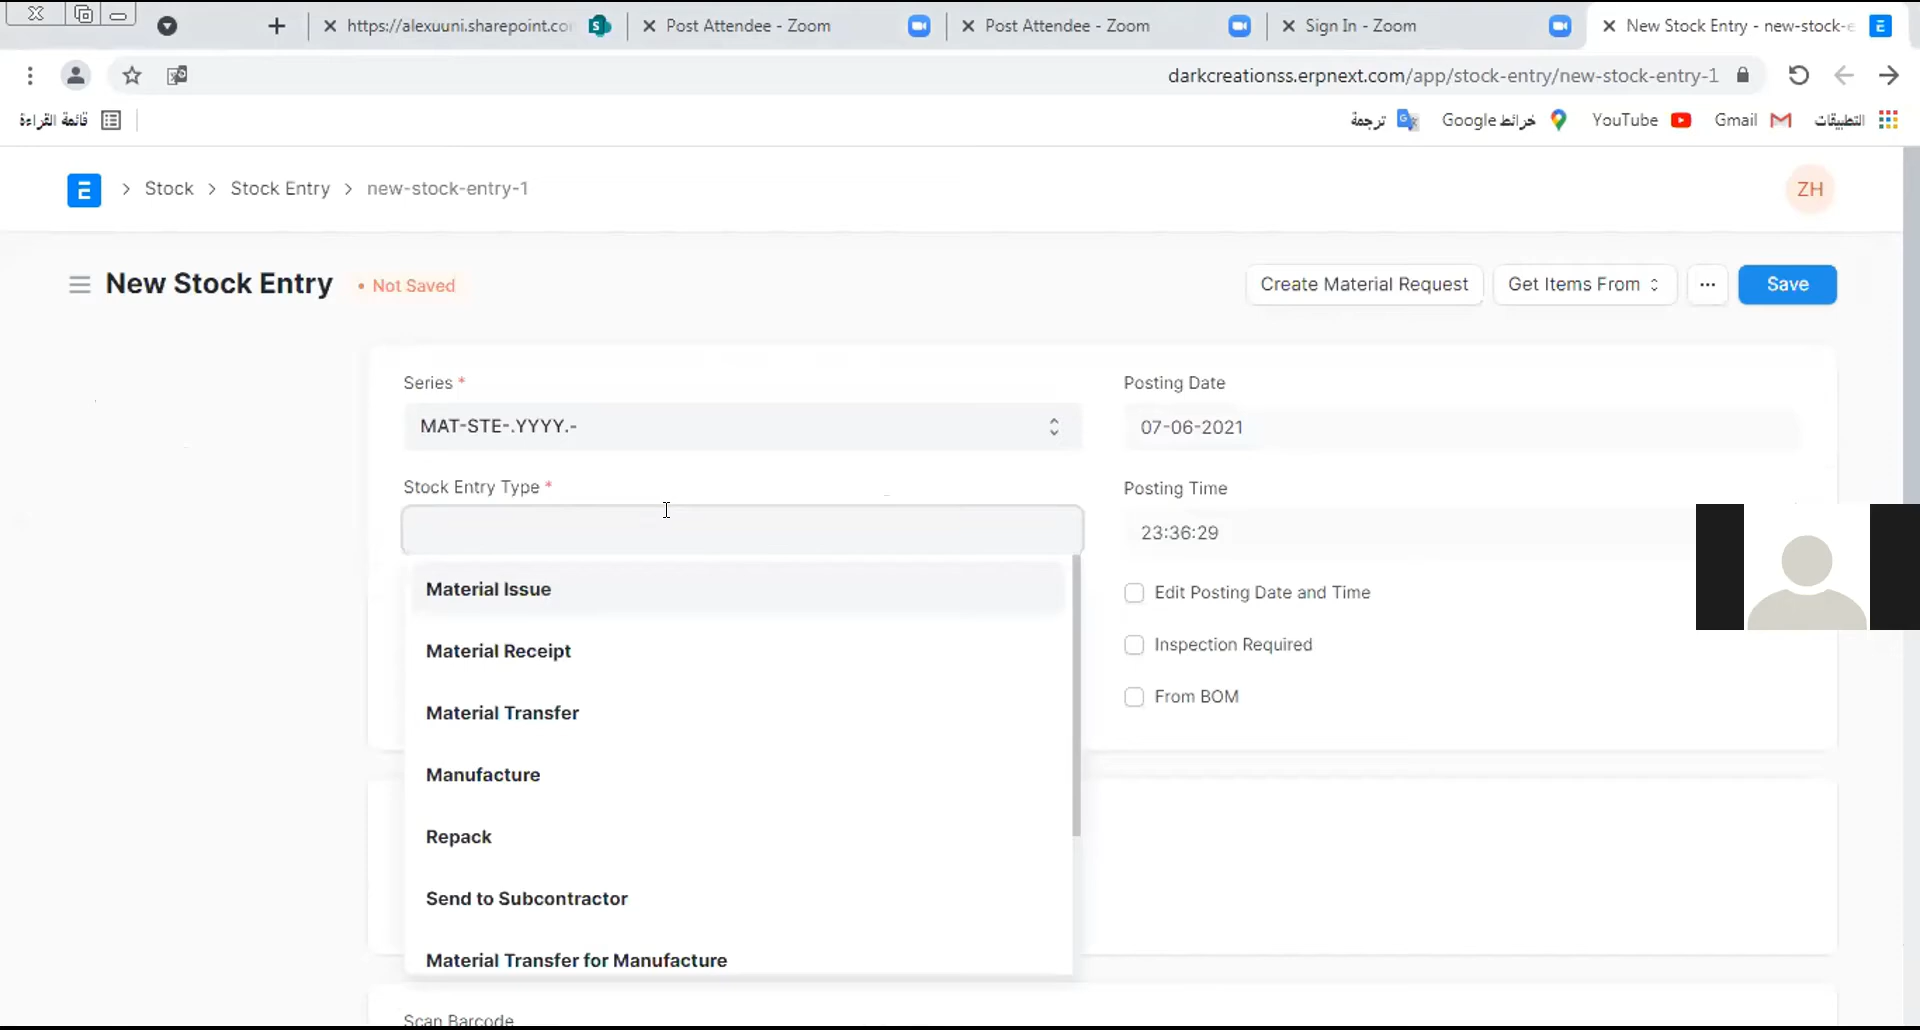 https://alexuuni.sharepoint.co
Post Attendee - Zoom
Post Attendee - Zoom
Sign In - Zoom
New Stock Entry - new-stock-e
darkcreationss.erpnext.com/app/stock-entry/new-stock-entry-1
قائمة القراءة
ترجمة
خرائط Google
YouTube
Gmail
التطبيقات
E > Stock > Stock Entry > new-stock-entry-1
ZH
New Stock Entry • Not Saved
Create Material Request
Get Items From
...
Save
Series *
MAT-STE-.YYYY.-
Posting Date
07-06-2021
Stock Entry Type *
Posting Time
23:36:29
Material Issue
Material Receipt
Material Transfer
Manufacture
Repack
Send to Subcontractor
Material Transfer for Manufacture
Edit Posting Date and Time
Inspection Required
From BOM
Scan Barcode